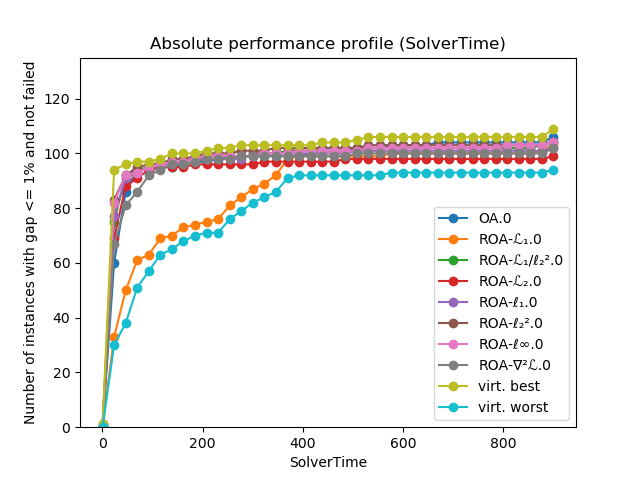 Absolute performance profile (SolverTime)
Number of instances with gap <= 1% and not failed
120
100
80
60
40
20
0
0 200 400 600 800
SolverTime
OA.0
ROA-ℒ₁.0
ROA-ℒ₁/ℓ₂².0
ROA-ℒ₂.0
ROA-ℓ₁.0
ROA-ℓ₂².0
ROA-ℓ∞.0
ROA-∇²ℒ.0
virt. best
virt. worst